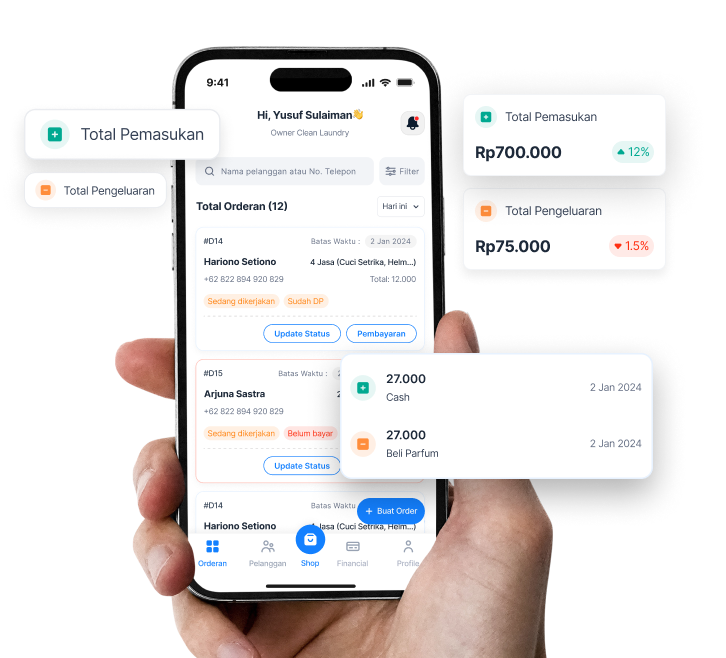 9:41
Hi, Yusuf Sulaiman👋
Owner Clean Laundry
Total Pemasukan
Total Pengeluaran
Total Pemasukan
Rp700.000
12%
Total Pengeluaran
Rp75.000
1.5%
Nama pelanggan atau No. Telepon
Filter
Total Orderan (12)
Hari ini
#D14
Batas Waktu :
2 Jan 2024
Hariono Setiono
4 Jasa (Cuci Setrika, Helm...)
+62 822 894 920 829
Total: 12.000
Sedang dikerjakan
Sudah DP
Update Status
Pembayaran
#D15
Batas Waktu :
Arjuna Sastra
+62 822 894 920 829
Sedang dikerjakan
Belum bayar
Update Status
27.000
Cash
2 Jan 2024
27.000
Beli Parfum
2 Jan 2024
#D14
Batas Waktu
+ Buat Order
Hariono Setiono
Jasa (Cuci Setrika, Helm...)
Orderan
Pelanggan
Shop
Financial
Profile